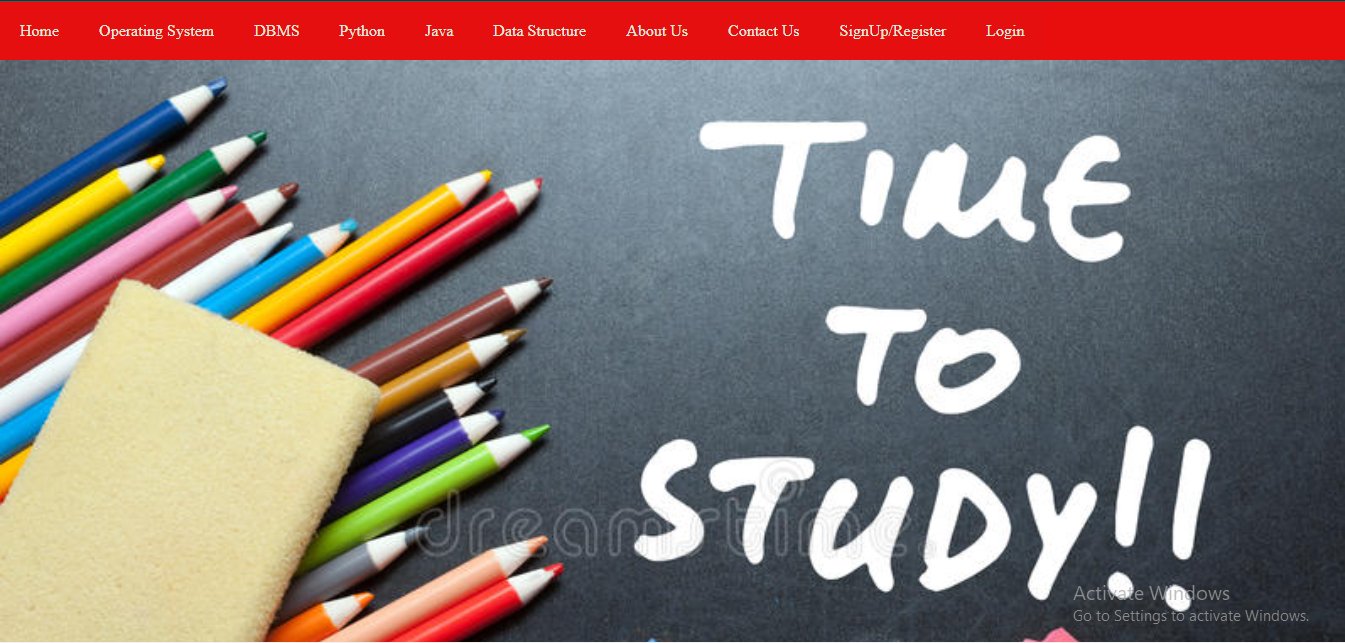 Home Operating System DBMS Python Java Data Structure About Us Contact Us SignUp/Register Login
TIME
TO
STUDY!!
dreamstime.
Activate Windows
Go to Settings to activate Windows.